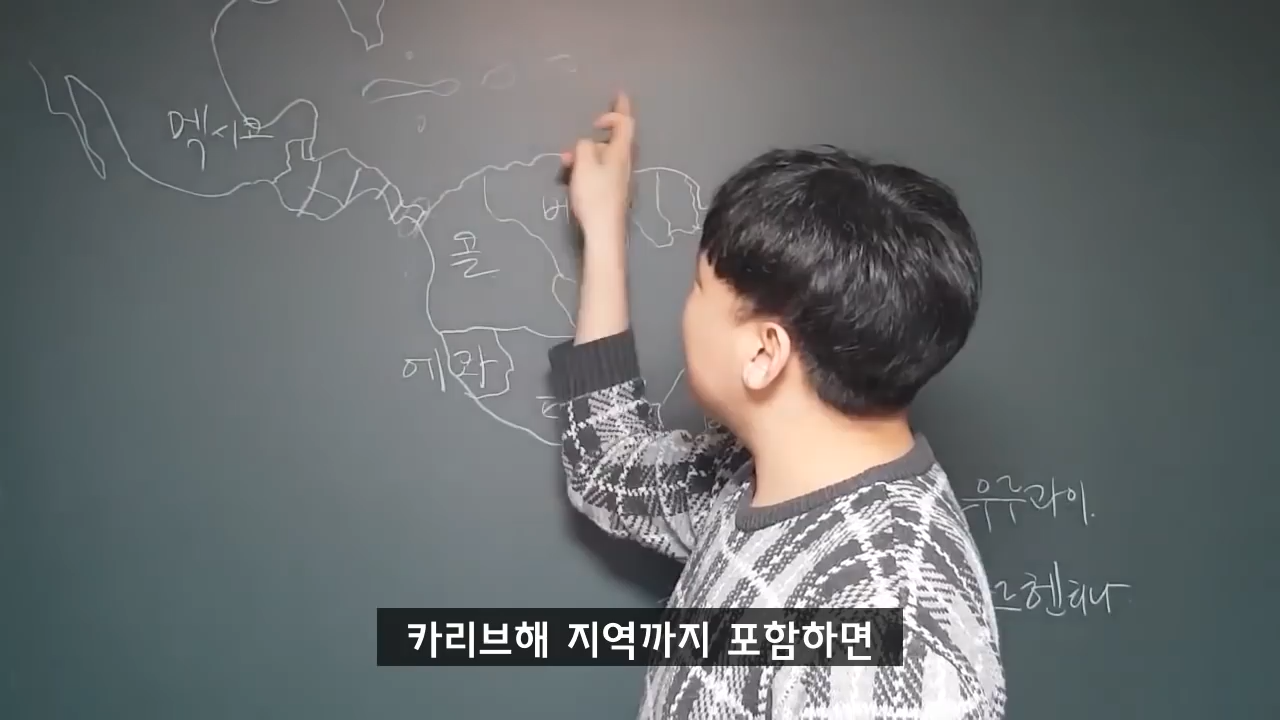 멕시코
베
콜
에콰
우루과이.
르헨티나
카리브해 지역까지 포함하면